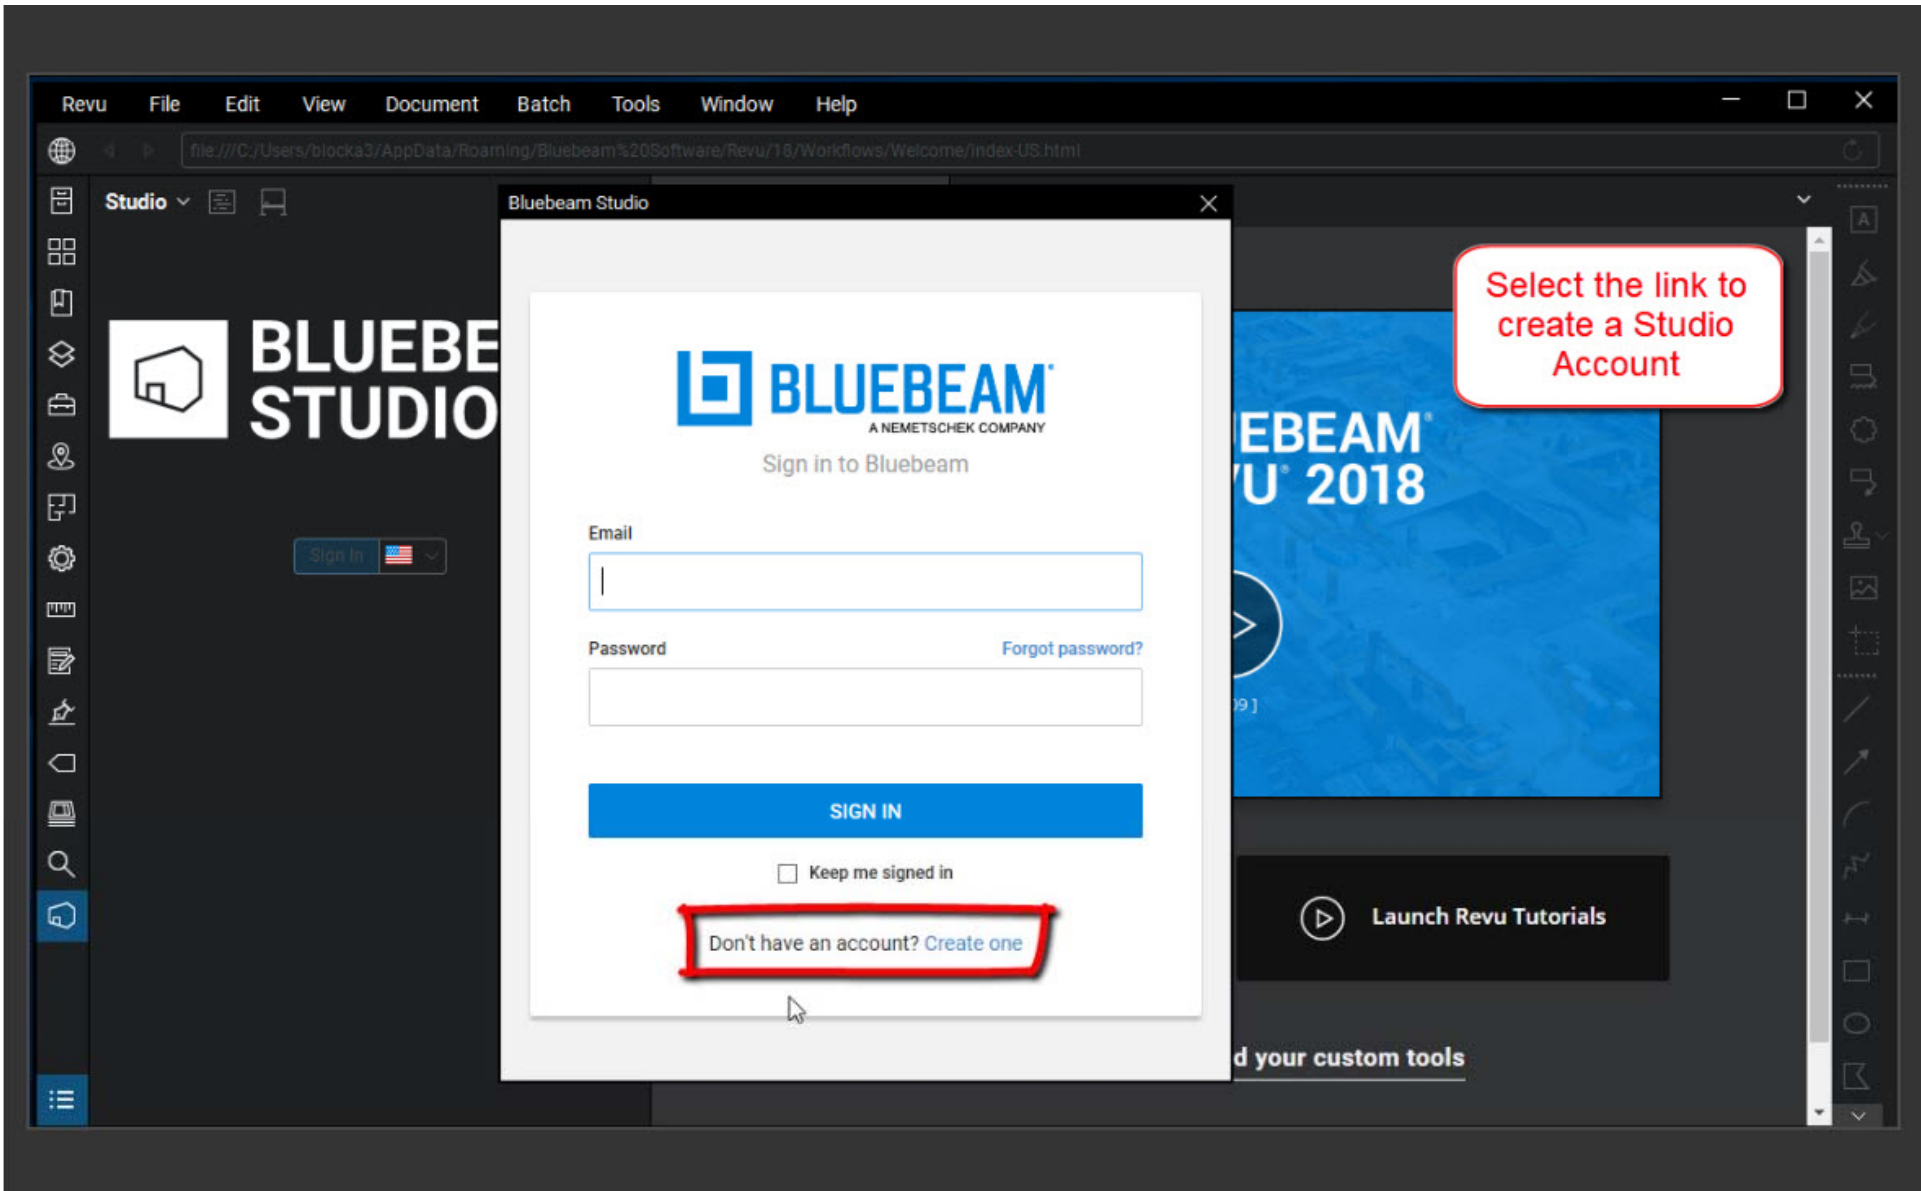 Revu File Edit View Document Batch Tools Window Help
file:///C:/Users/blocka3/AppData/Roaming/Bluebeam%20Software/Revu/18/Workflows/Welcome/index-US.html
Studio
Bluebeam Studio
Select the link to
create a Studio
Account
BLUEBE
STUDIO
BLUEBEAM
A NEMETSCHEK COMPANY
Sign in to Bluebeam
EBEAM
U® 2018
Email
Sign In
Password Forgot password?
09 ]
SIGN IN
Keep me signed in
Launch Revu Tutorials
Don't have an account? Create one
d your custom tools